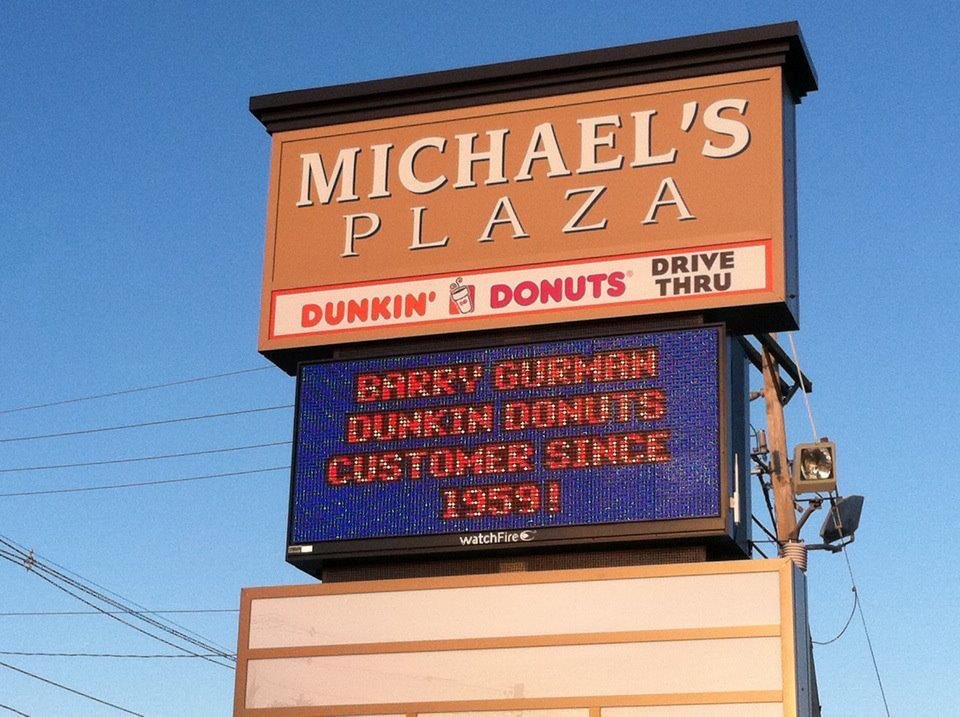 MICHAEL'S
PLAZA
DUNKIN' DONUTS® DRIVE THRU
BARRY GURMAN
DUNKIN DONUTS
CUSTOMER SINCE
1959!
watchFire